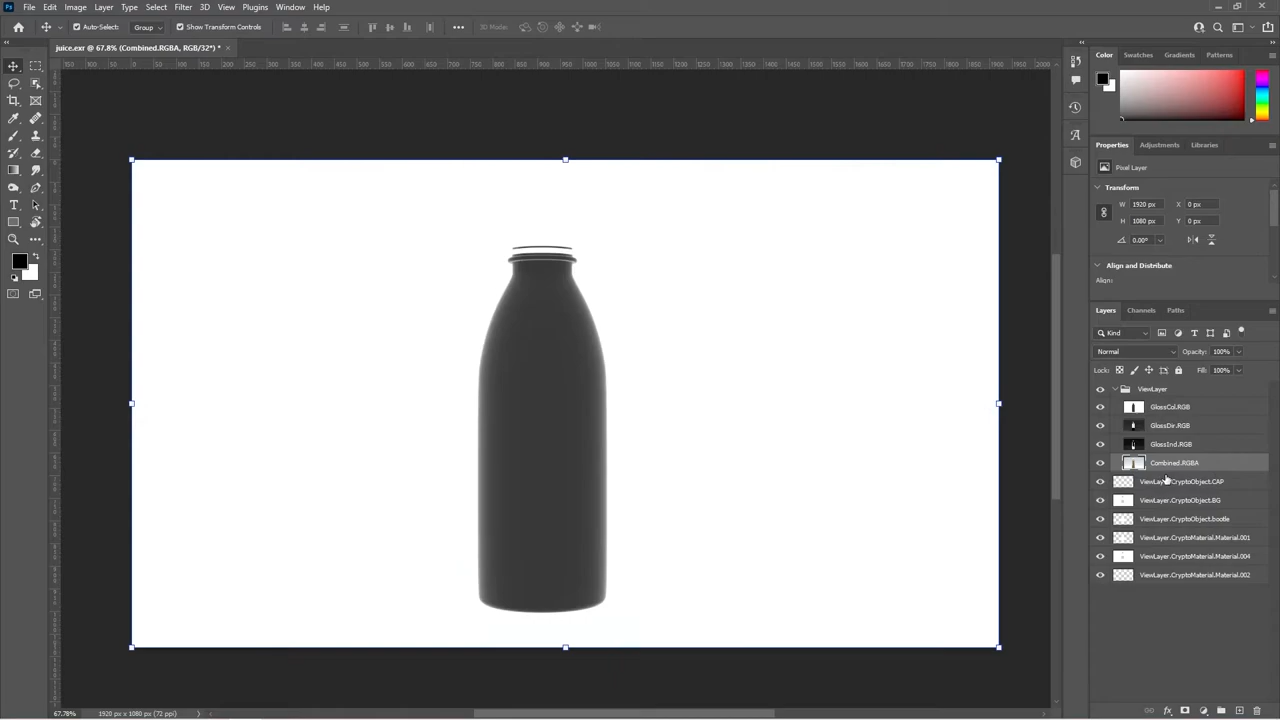 File Edit Image Layer Type Select Filter 3D View Plugins Window Help
Auto-Select: Group Show Transform Controls 3D Mode:
juice.exr @ 67.8% (Combined.RGBA, RGB/32*) * ×
Color Swatches Gradients Patterns
Properties Adjustments Libraries
Pixel Layer
Transform
W 1920 px X 0 px
H 1080 px Y 0 px
0.00°
Align and Distribute
Align:
Layers Channels Paths
Kind
Normal Opacity: 100%
Lock: Fill: 100%
ViewLayer
GlossCol.RGB
GlossDir.RGB
GlossInd.RGB
Combined.RGBA
ViewLayer.CryptoObject.CAP
ViewLayer.CryptoObject.BG
ViewLayer.CryptoObject.bootle
ViewLayer.CryptoMaterial.Material.001
ViewLayer.CryptoMaterial.Material.004
ViewLayer.CryptoMaterial.Material.002
67.78% 1920 px x 1080 px (72 ppi)